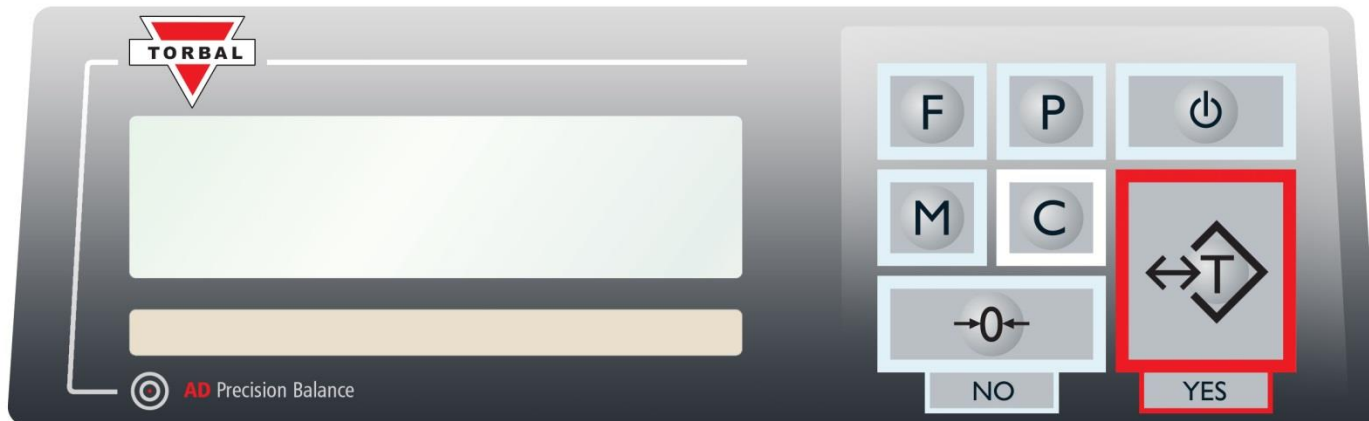 TORBAL
F P
M C
→0←
↔T
NO YES
AD Precision Balance